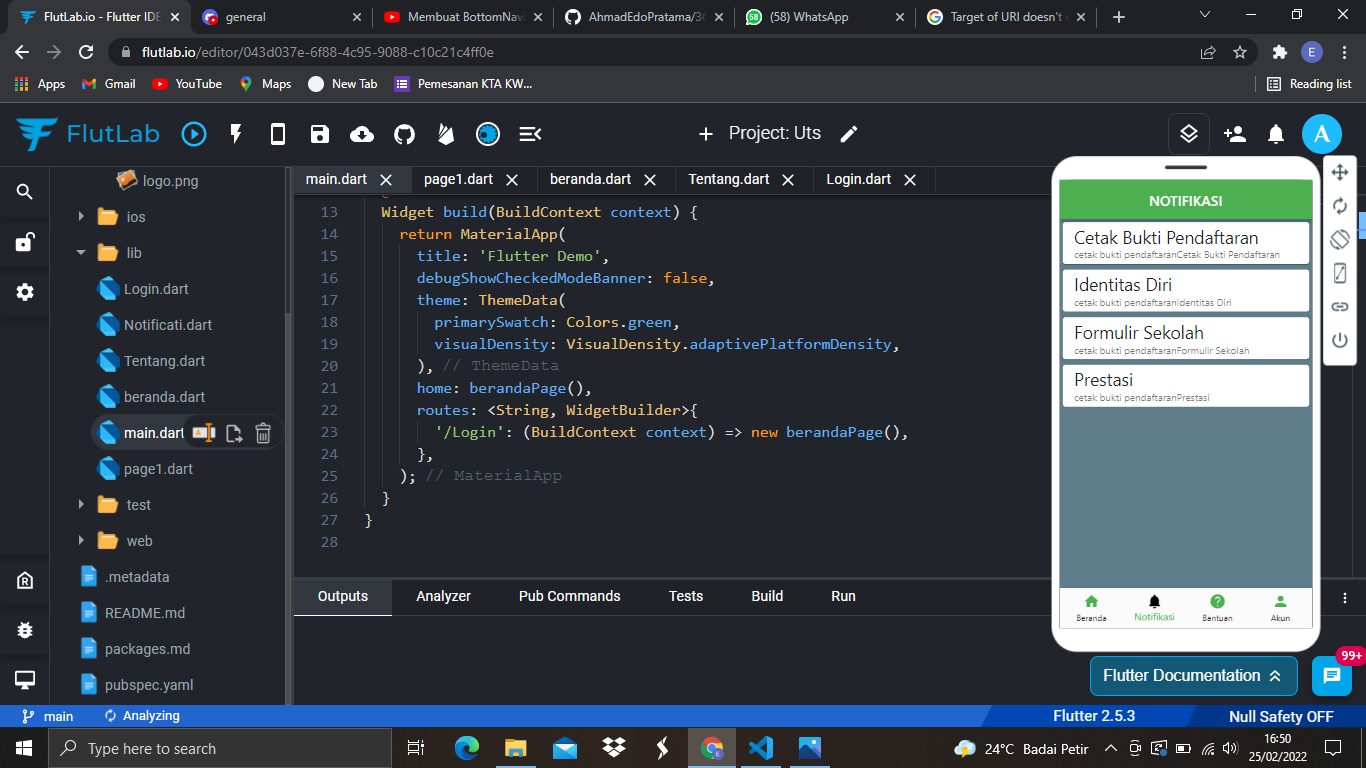 FlutLab.io - Flutter IDE
general
Membuat BottomNav
AhmadEdoPratama/36
(58) WhatsApp
Target of URI doesn't
flutlab.io/editor/043d037e-6f88-4c95-9088-c10c21c4ff0e
E
Apps
Gmail
YouTube
Maps
New Tab
Pemesanan KTA KW...
Reading list
FlutLab
Project: Uts
A
logo.png
ios
lib
Login.dart
Notificati.dart
Tentang.dart
beranda.dart
main.dart
page1.dart
test
web
.metadata
README.md
packages.md
pubspec.yaml
main.dart
page1.dart
beranda.dart
Tentang.dart
Login.dart
13 Widget build(BuildContext context) {
14 return MaterialApp(
15 title: 'Flutter Demo',
16 debugShowCheckedModeBanner: false,
17 theme: ThemeData(
18 primarySwatch: Colors.green,
19 visualDensity: VisualDensity.adaptivePlatformDensity,
20 ), // ThemeData
21 home: berandaPage(),
22 routes: <String, WidgetBuilder>{
23 '/Login': (BuildContext context) => new berandaPage(),
24 },
25 ); // MaterialApp
26 }
27 }
28
Outputs
Analyzer
Pub Commands
Tests
Build
Run
NOTIFIKASI
Cetak Bukti Pendaftaran
cetak bukti pendaftaranCetak Bukti Pendaftaran
Identitas Diri
cetak bukti pendaftaranIdentitas Diri
Formulir Sekolah
cetak bukti pendaftaranFormulir Sekolah
Prestasi
cetak bukti pendaftaranPrestasi
Beranda
Notifikasi
Bantuan
Akun
Flutter Documentation
99+
main
Analyzing
Flutter 2.5.3
Null Safety OFF
Type here to search
24°C Badai Petir
16:50
25/02/2022